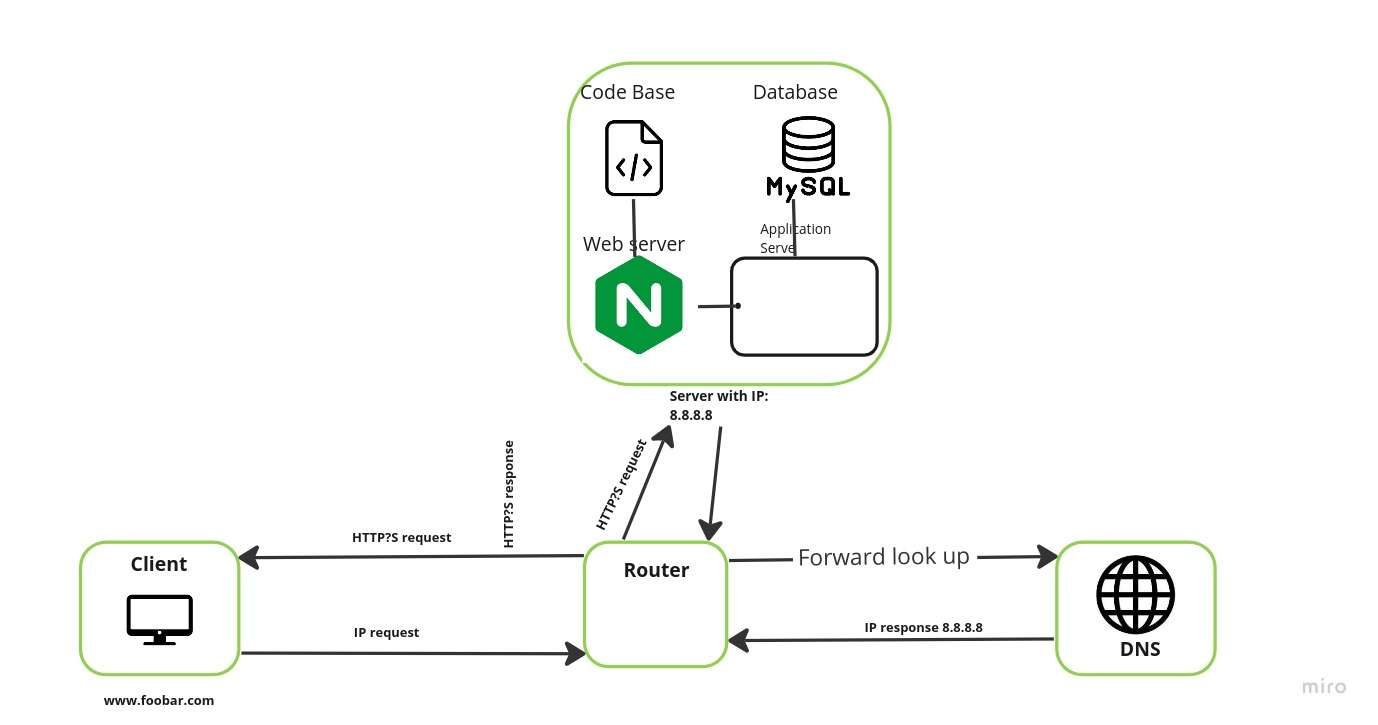 Code Base
Database
MySQL
Application
Serve
Web server
N
Server with IP:
8.8.8.8
HTTP?S request
HTTP?S response
HTTP?S request
Client
Router
Forward look up
IP request
IP response 8.8.8.8
DNS
www.foobar.com
miro